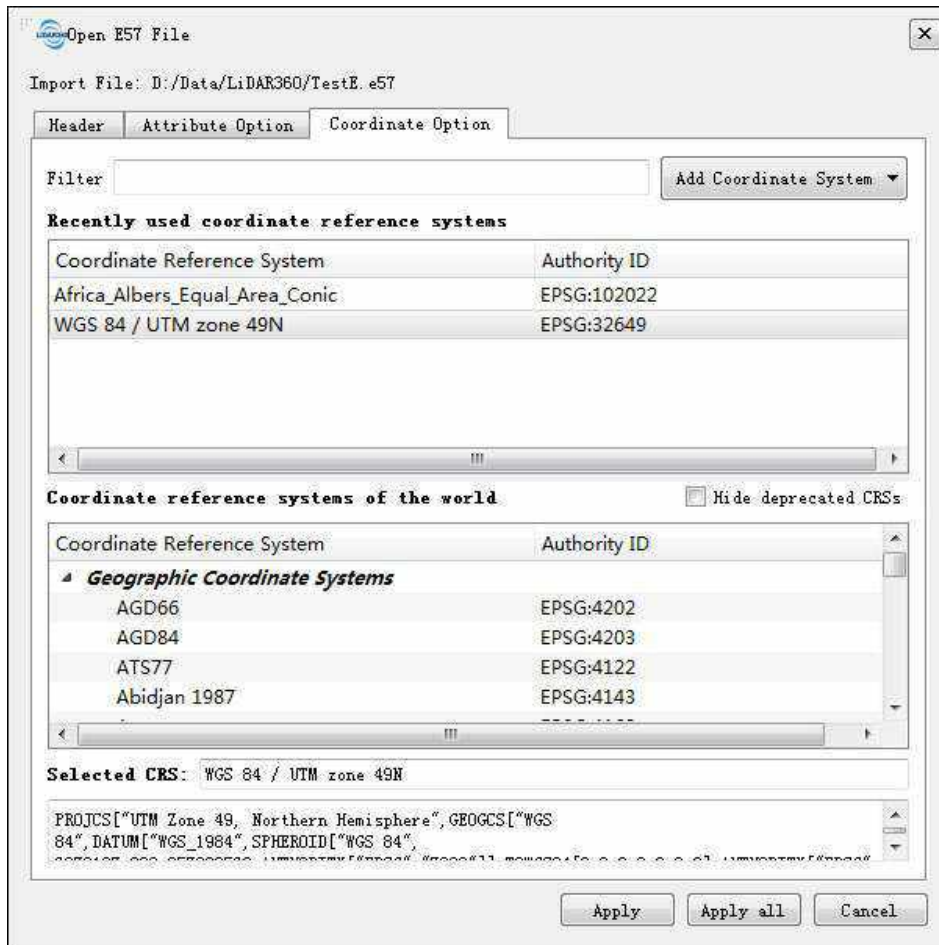 Open E57 File
Import File: D:/Data/LiDAR360/TestE.e57
Header Attribute Option Coordinate Option
Filter Add Coordinate System
Recently used coordinate reference systems
Coordinate Reference System Authority ID
Africa_Albers_Equal_Area_Conic EPSG:102022
WGS 84 / UTM zone 49N EPSG:32649
Coordinate reference systems of the world Hide deprecated CRSs
Coordinate Reference System Authority ID
Geographic Coordinate Systems
AGD66 EPSG:4202
AGD84 EPSG:4203
ATS77 EPSG:4122
Abidjan 1987 EPSG:4143
Selected CRS: WGS 84 / UTM zone 49N
PROJCS["UTM Zone 49, Northern Hemisphere",GEOGCS["WGS
84",DATUM["WGS_1984",SPHEROID["WGS 84",
Apply Apply all Cancel